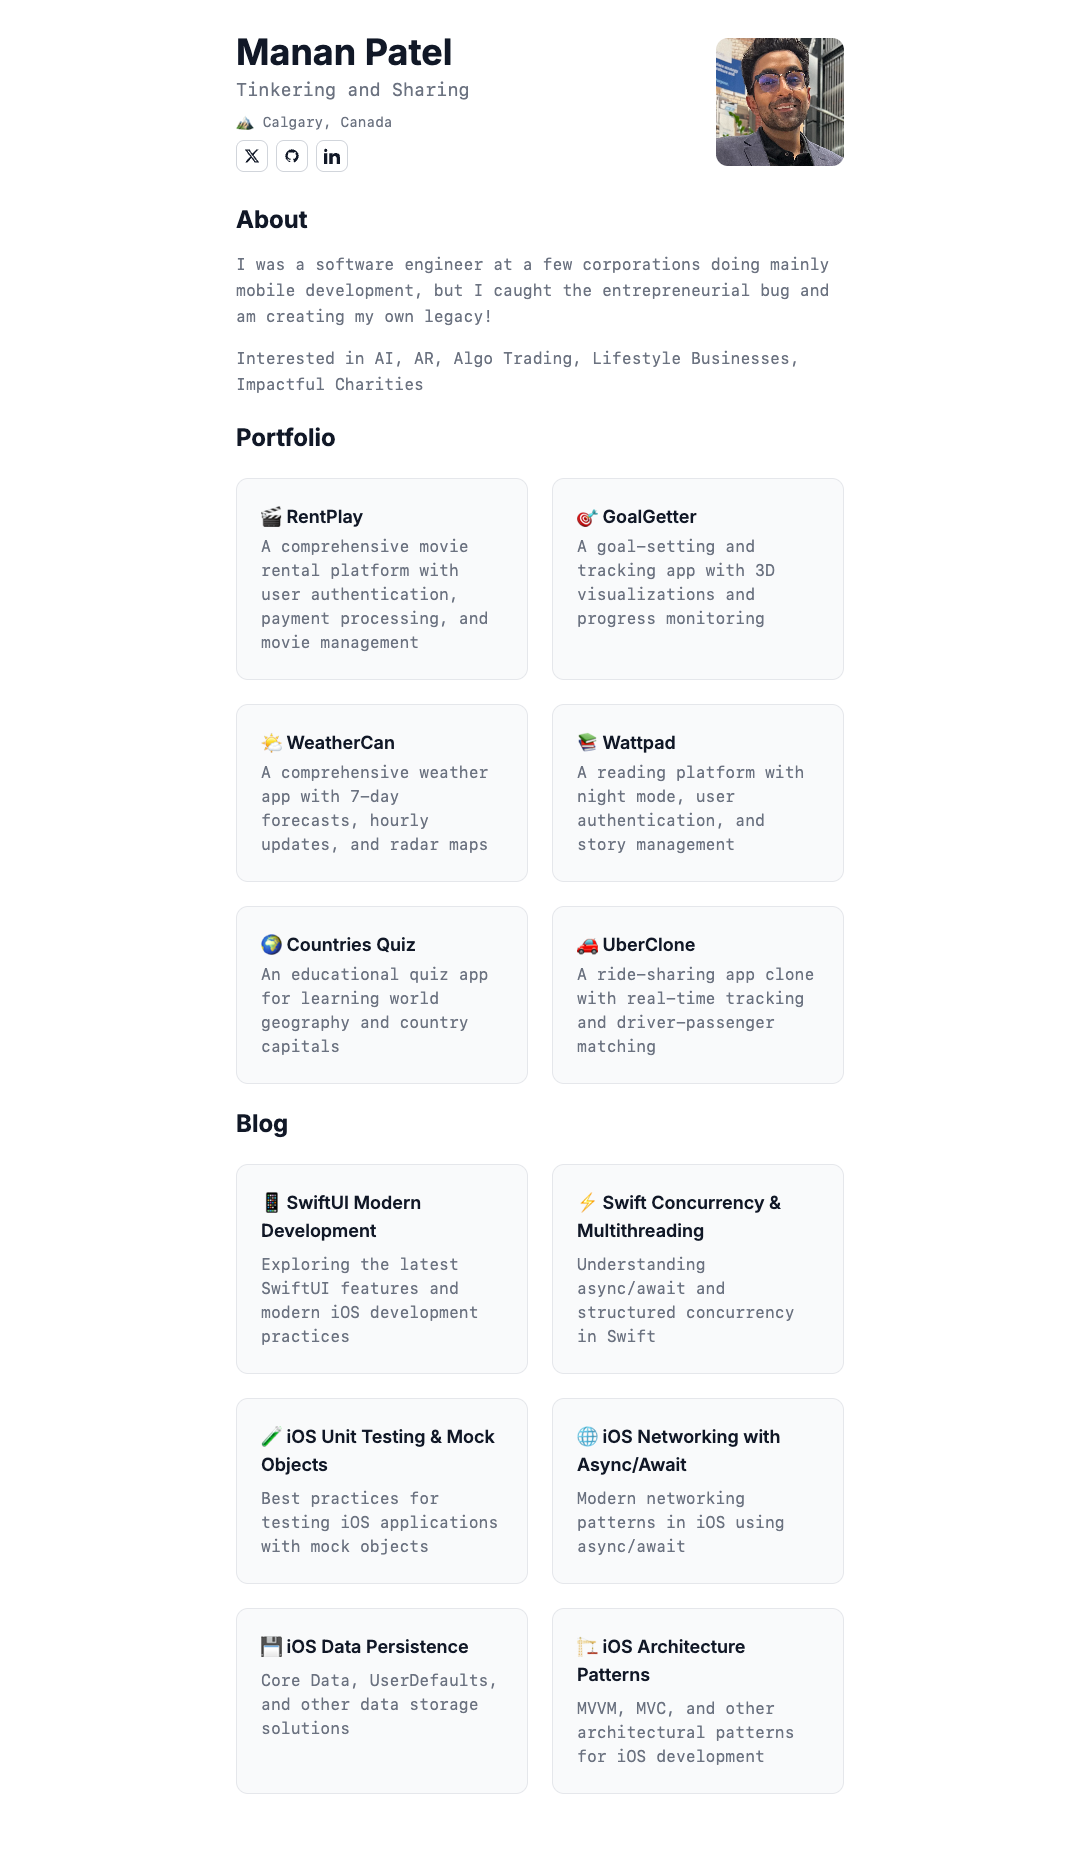 Manan Patel
Tinkering and Sharing
🏔️ Calgary, Canada
About
I was a software engineer at a few corporations doing mainly
mobile development, but I caught the entrepreneurial bug and
am creating my own legacy!
Interested in AI, AR, Algo Trading, Lifestyle Businesses,
Impactful Charities
Portfolio
🎬 RentPlay
A comprehensive movie
rental platform with
user authentication,
payment processing, and
movie management
🎯 GoalGetter
A goal-setting and
tracking app with 3D
visualizations and
progress monitoring
🌤️ WeatherCan
A comprehensive weather
app with 7-day
forecasts, hourly
updates, and radar maps
📚 Wattpad
A reading platform with
night mode, user
authentication, and
story management
🌍 Countries Quiz
An educational quiz app
for learning world
geography and country
capitals
🚗 UberClone
A ride-sharing app clone
with real-time tracking
and driver-passenger
matching
Blog
📱 SwiftUI Modern
Development
Exploring the latest
SwiftUI features and
modern iOS development
practices
⚡ Swift Concurrency &
Multithreading
Understanding
async/await and
structured concurrency
in Swift
🧪 iOS Unit Testing & Mock
Objects
Best practices for
testing iOS applications
with mock objects
🌐 iOS Networking with
Async/Await
Modern networking
patterns in iOS using
async/await
💾 iOS Data Persistence
Core Data, UserDefaults,
and other data storage
solutions
🏗️ iOS Architecture
Patterns
MVVM, MVC, and other
architectural patterns
for iOS development